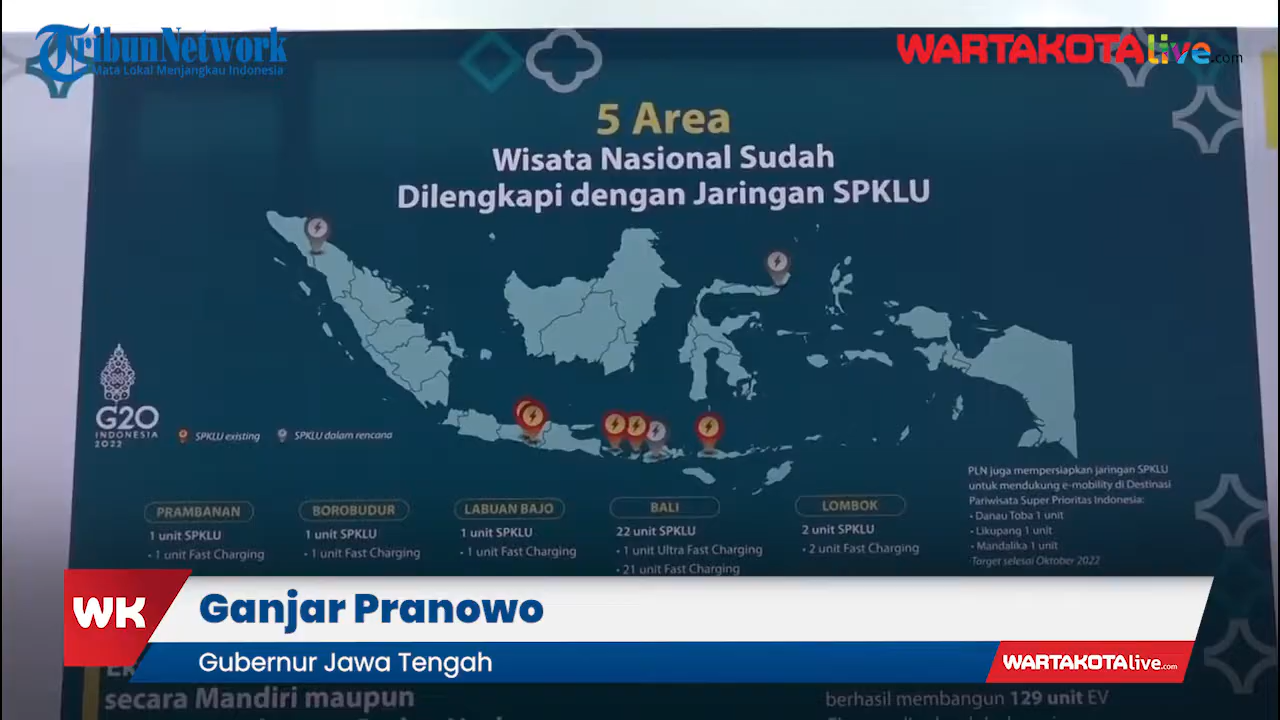 Tribun Network
Mata Lokal Menjangkau Indonesia
WARTAKOTAlive.com
5 Area
Wisata Nasional Sudah
Dilengkapi dengan Jaringan SPKLU
G20
INDONESIA
2022
SPKLU existing
SPKLU dalam rencana
PRAMBANAN
1 unit SPKLU
• 1 unit Fast Charging
BOROBUDUR
1 unit SPKLU
• 1 unit Fast Charging
LABUAN BAJO
1 unit SPKLU
• 1 unit Fast Charging
BALI
22 unit SPKLU
• 1 unit Ultra Fast Charging
• 21 unit Fast Charging
LOMBOK
2 unit SPKLU
• 2 unit Fast Charging
PLN juga mempersiapkan jaringan SPKLU
untuk mendukung e-mobility di Destinasi
Pariwisata Super Prioritas Indonesia:
• Danau Toba 1 unit
• Likupang 1 unit
• Mandalika 1 unit
*Target selesai Oktober 2022
WK
Ganjar Pranowo
Gubernur Jawa Tengah
WARTAKOTAlive.com
secara Mandiri maupun
berhasil membangun 129 unit EV